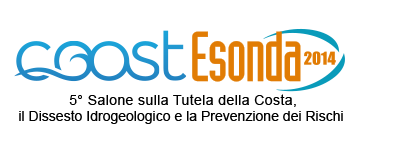 coast Esonda 2014
5° Salone sulla Tutela della Costa,
il Dissesto Idrogeologico e la Prevenzione dei Rischi